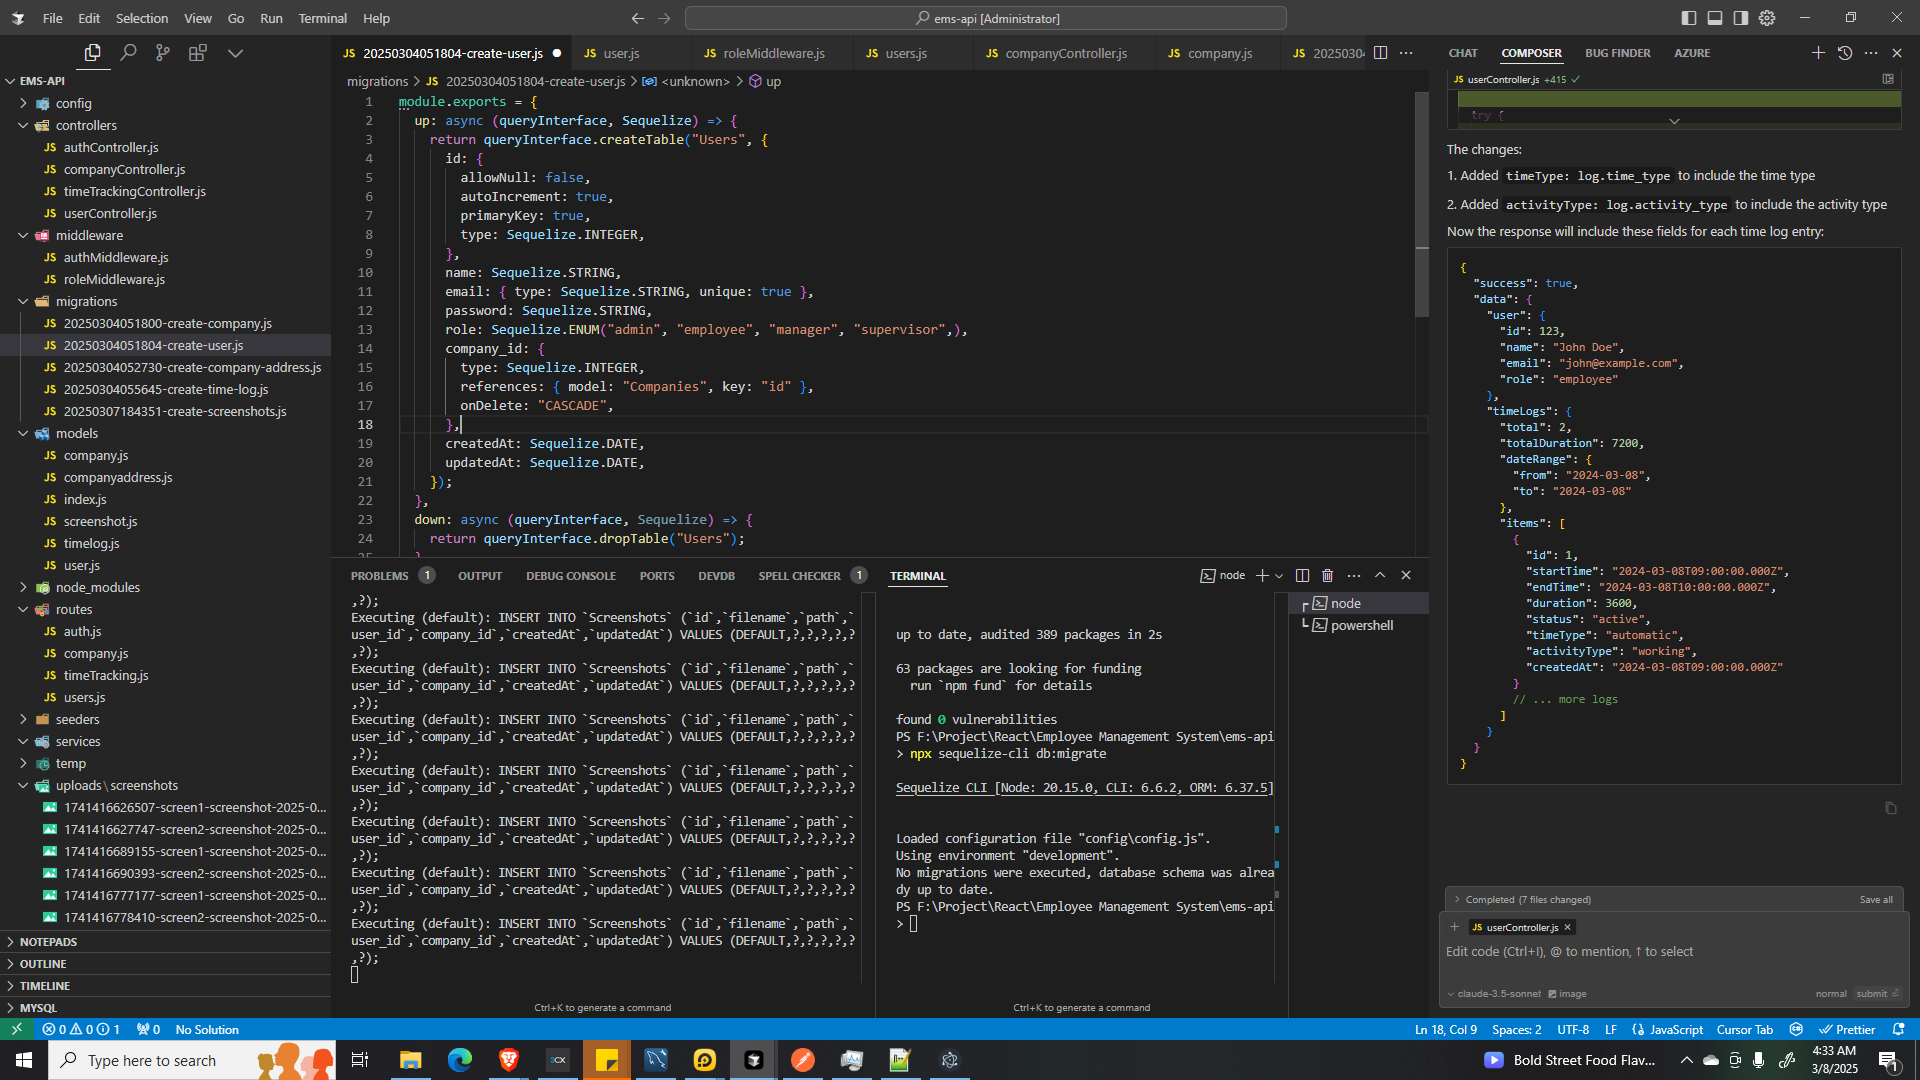 File Edit Selection View Go Run Terminal Help
ems-api [Administrator]
EMS-API
config
controllers
authController.js
companyController.js
timeTrackingController.js
userController.js
middleware
authMiddleware.js
roleMiddleware.js
migrations
20250304051800-create-company.js
20250304051804-create-user.js
20250304052730-create-company-address.js
20250304055645-create-time-log.js
20250307184351-create-screenshots.js
models
company.js
companyaddress.js
index.js
screenshot.js
timelog.js
user.js
node_modules
routes
auth.js
company.js
timeTracking.js
users.js
seeders
services
temp
uploads\screenshots
1741416626507-screen1-screenshot-2025-0...
1741416627747-screen2-screenshot-2025-0...
1741416689155-screen1-screenshot-2025-0...
1741416690393-screen2-screenshot-2025-0...
1741416777177-screen1-screenshot-2025-0...
1741416778410-screen2-screenshot-2025-0...
NOTEPADS
OUTLINE
TIMELINE
MYSQL
20250304051804-create-user.js user.js roleMiddleware.js users.js companyController.js company.js 2025030
migrations > 20250304051804-create-user.js > <unknown> > up
1 module.exports = {
2 up: async (queryInterface, Sequelize) => {
3 return queryInterface.createTable("Users", {
4 id: {
5 allowNull: false,
6 autoIncrement: true,
7 primaryKey: true,
8 type: Sequelize.INTEGER,
9 },
10 name: Sequelize.STRING,
11 email: { type: Sequelize.STRING, unique: true },
12 password: Sequelize.STRING,
13 role: Sequelize.ENUM("admin", "employee", "manager", "supervisor",),
14 company_id: {
15 type: Sequelize.INTEGER,
16 references: { model: "Companies", key: "id" },
17 onDelete: "CASCADE",
18 },
19 createdAt: Sequelize.DATE,
20 updatedAt: Sequelize.DATE,
21 });
22 },
23 down: async (queryInterface, Sequelize) => {
24 return queryInterface.dropTable("Users");
PROBLEMS 1 OUTPUT DEBUG CONSOLE PORTS DEVDB SPELL CHECKER 1 TERMINAL
node
,?);
Executing (default): INSERT INTO `Screenshots` (`id`,`filename`,`path`,`
user_id`,`company_id`,`createdAt`,`updatedAt`) VALUES (DEFAULT,?,?,?,?,?
,?);
Executing (default): INSERT INTO `Screenshots` (`id`,`filename`,`path`,`
user_id`,`company_id`,`createdAt`,`updatedAt`) VALUES (DEFAULT,?,?,?,?,?
,?);
Executing (default): INSERT INTO `Screenshots` (`id`,`filename`,`path`,`
user_id`,`company_id`,`createdAt`,`updatedAt`) VALUES (DEFAULT,?,?,?,?,?
,?);
Executing (default): INSERT INTO `Screenshots` (`id`,`filename`,`path`,`
user_id`,`company_id`,`createdAt`,`updatedAt`) VALUES (DEFAULT,?,?,?,?,?
,?);
Executing (default): INSERT INTO `Screenshots` (`id`,`filename`,`path`,`
user_id`,`company_id`,`createdAt`,`updatedAt`) VALUES (DEFAULT,?,?,?,?,?
,?);
Executing (default): INSERT INTO `Screenshots` (`id`,`filename`,`path`,`
user_id`,`company_id`,`createdAt`,`updatedAt`) VALUES (DEFAULT,?,?,?,?,?
,?);
Executing (default): INSERT INTO `Screenshots` (`id`,`filename`,`path`,`
user_id`,`company_id`,`createdAt`,`updatedAt`) VALUES (DEFAULT,?,?,?,?,?
,?);
Ctrl+K to generate a command
up to date, audited 389 packages in 2s
63 packages are looking for funding
run `npm fund` for details
found 0 vulnerabilities
PS F:\Project\React\Employee Management System\ems-api
> npx sequelize-cli db:migrate
Sequelize CLI [Node: 20.15.0, CLI: 6.6.2, ORM: 6.37.5]
Loaded configuration file "config\config.js".
Using environment "development".
No migrations were executed, database schema was alrea
dy up to date.
PS F:\Project\React\Employee Management System\ems-api
>
Ctrl+K to generate a command
node
powershell
CHAT COMPOSER BUG FINDER AZURE
userController.js +415
try {
The changes:
1. Added timeType: log.time_type to include the time type
2. Added activityType: log.activity_type to include the activity type
Now the response will include these fields for each time log entry:
{
"success": true,
"data": {
"user": {
"id": 123,
"name": "John Doe",
"email": "john@example.com",
"role": "employee"
},
"timeLogs": {
"total": 2,
"totalDuration": 7200,
"dateRange": {
"from": "2024-03-08",
"to": "2024-03-08"
},
"items": [
{
"id": 1,
"startTime": "2024-03-08T09:00:00.000Z",
"endTime": "2024-03-08T10:00:00.000Z",
"duration": 3600,
"status": "active",
"timeType": "automatic",
"activityType": "working",
"createdAt": "2024-03-08T09:00:00.000Z"
}
// ... more logs
]
}
}
}
Completed (7 files changed) Save all
userController.js
Edit code (Ctrl+I), @ to mention, ↑ to select
claude-3.5-sonnet image normal submit
0 0 1 0 No Solution
Ln 18, Col 9 Spaces: 2 UTF-8 LF JavaScript Cursor Tab Prettier
Type here to search
Bold Street Food Flav...
4:33 AM
3/8/2025
1